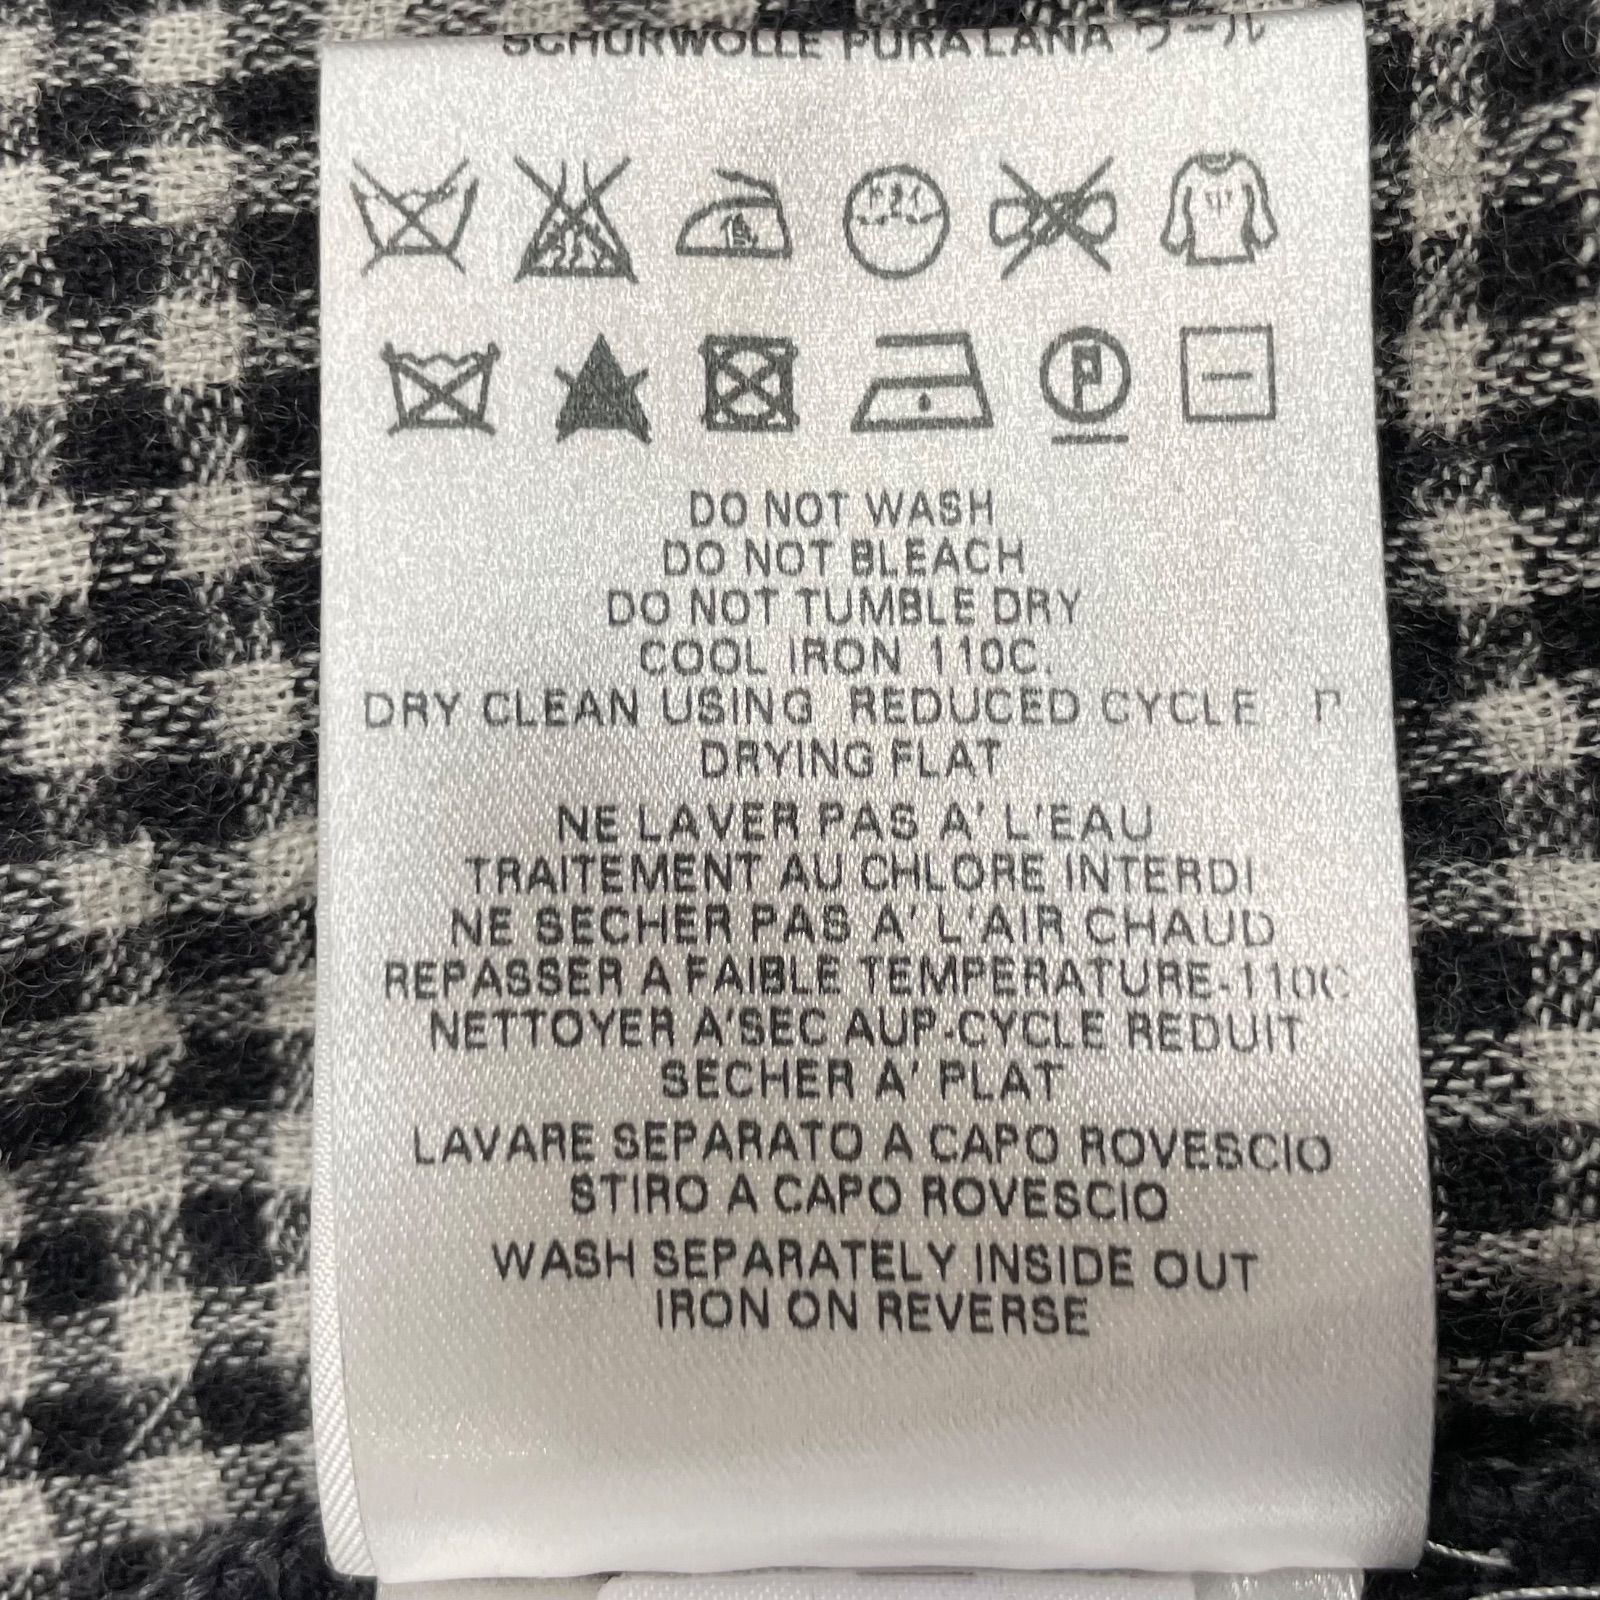 SCHURWOLLE PURA LANA ウール
DO NOT WASH
DO NOT BLEACH
DO NOT TUMBLE DRY
COOL IRON 110C.
DRY CLEAN USING REDUCED CYCLE P
DRYING FLAT
NE LAVER PAS A' L'EAU
TRAITEMENT AU CHLORE INTERDI
NE SECHER PAS A' L'AIR CHAUD
REPASSER A FAIBLE TEMPERATURE-110C
NETTOYER A'SEC AUP-CYCLE REDUIT
SECHER A' PLAT
LAVARE SEPARATO A CAPO ROVESCIO
STIRO A CAPO ROVESCIO
WASH SEPARATELY INSIDE OUT
IRON ON REVERSE